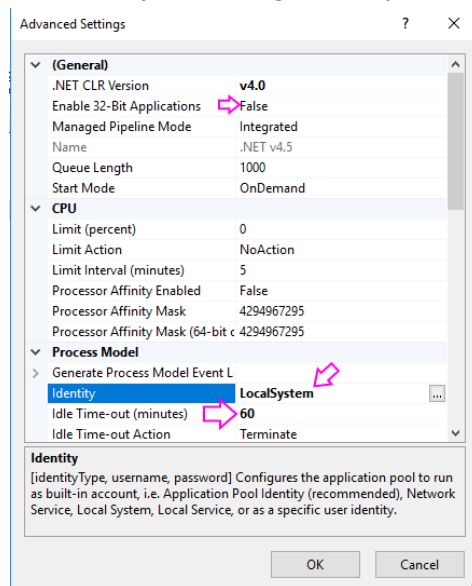 Advanced Settings ? ×
(General)
.NET CLR Version v4.0
Enable 32-Bit Applications False
Managed Pipeline Mode Integrated
Name .NET v4.5
Queue Length 1000
Start Mode OnDemand
CPU
Limit (percent) 0
Limit Action NoAction
Limit Interval (minutes) 5
Processor Affinity Enabled False
Processor Affinity Mask 4294967295
Processor Affinity Mask (64-bit c 4294967295
Process Model
Generate Process Model Event L
Identity LocalSystem ...
Idle Time-out (minutes) 60
Idle Time-out Action Terminate
Identity
[identityType, username, password] Configures the application pool to run
as built-in account, i.e. Application Pool Identity (recommended), Network
Service, Local System, Local Service, or as a specific user identity.
OK Cancel